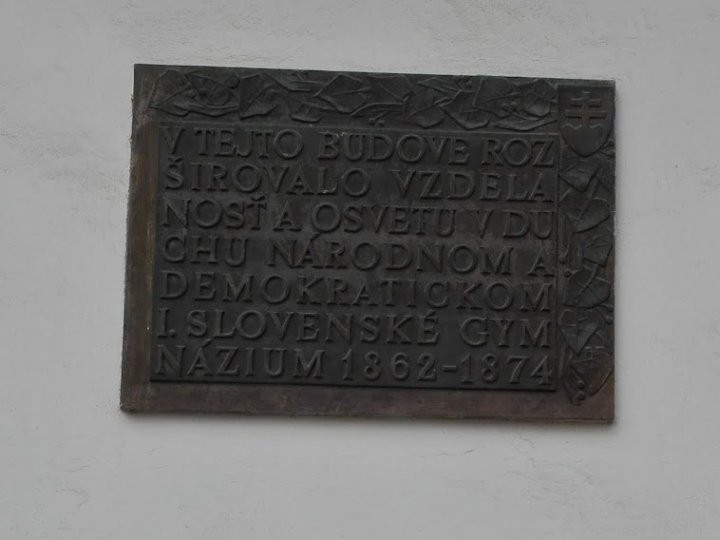 V TEJTO BUDOVE ROZ
ŠIROVALO VZDELA
NOSŤ A OSVETU V DU
CHU NÁRODNOM A
DEMOKRATICKOM
I. SLOVENSKÉ GYM
NÁZIUM 1862-1874